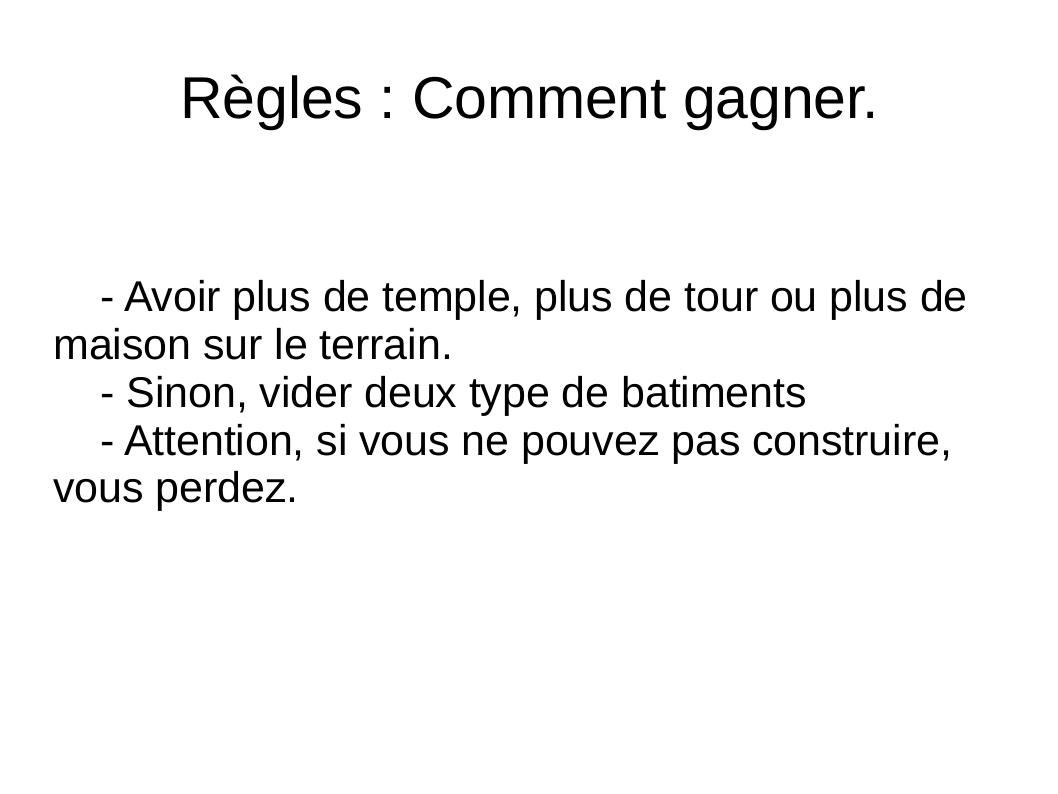 Règles : Comment gagner.
- Avoir plus de temple, plus de tour ou plus de
maison sur le terrain.
- Sinon, vider deux type de batiments
- Attention, si vous ne pouvez pas construire,
vous perdez.